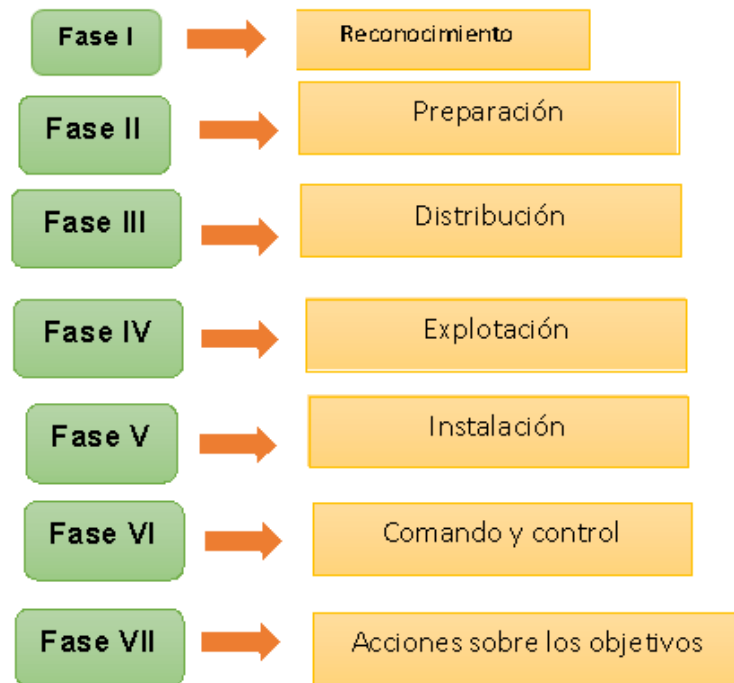 Fase I
Reconocimiento
Fase II
Preparación
Fase III
Distribución
Fase IV
Explotación
Fase V
Instalación
Fase VI
Comando y control
Fase VII
Acciones sobre los objetivos